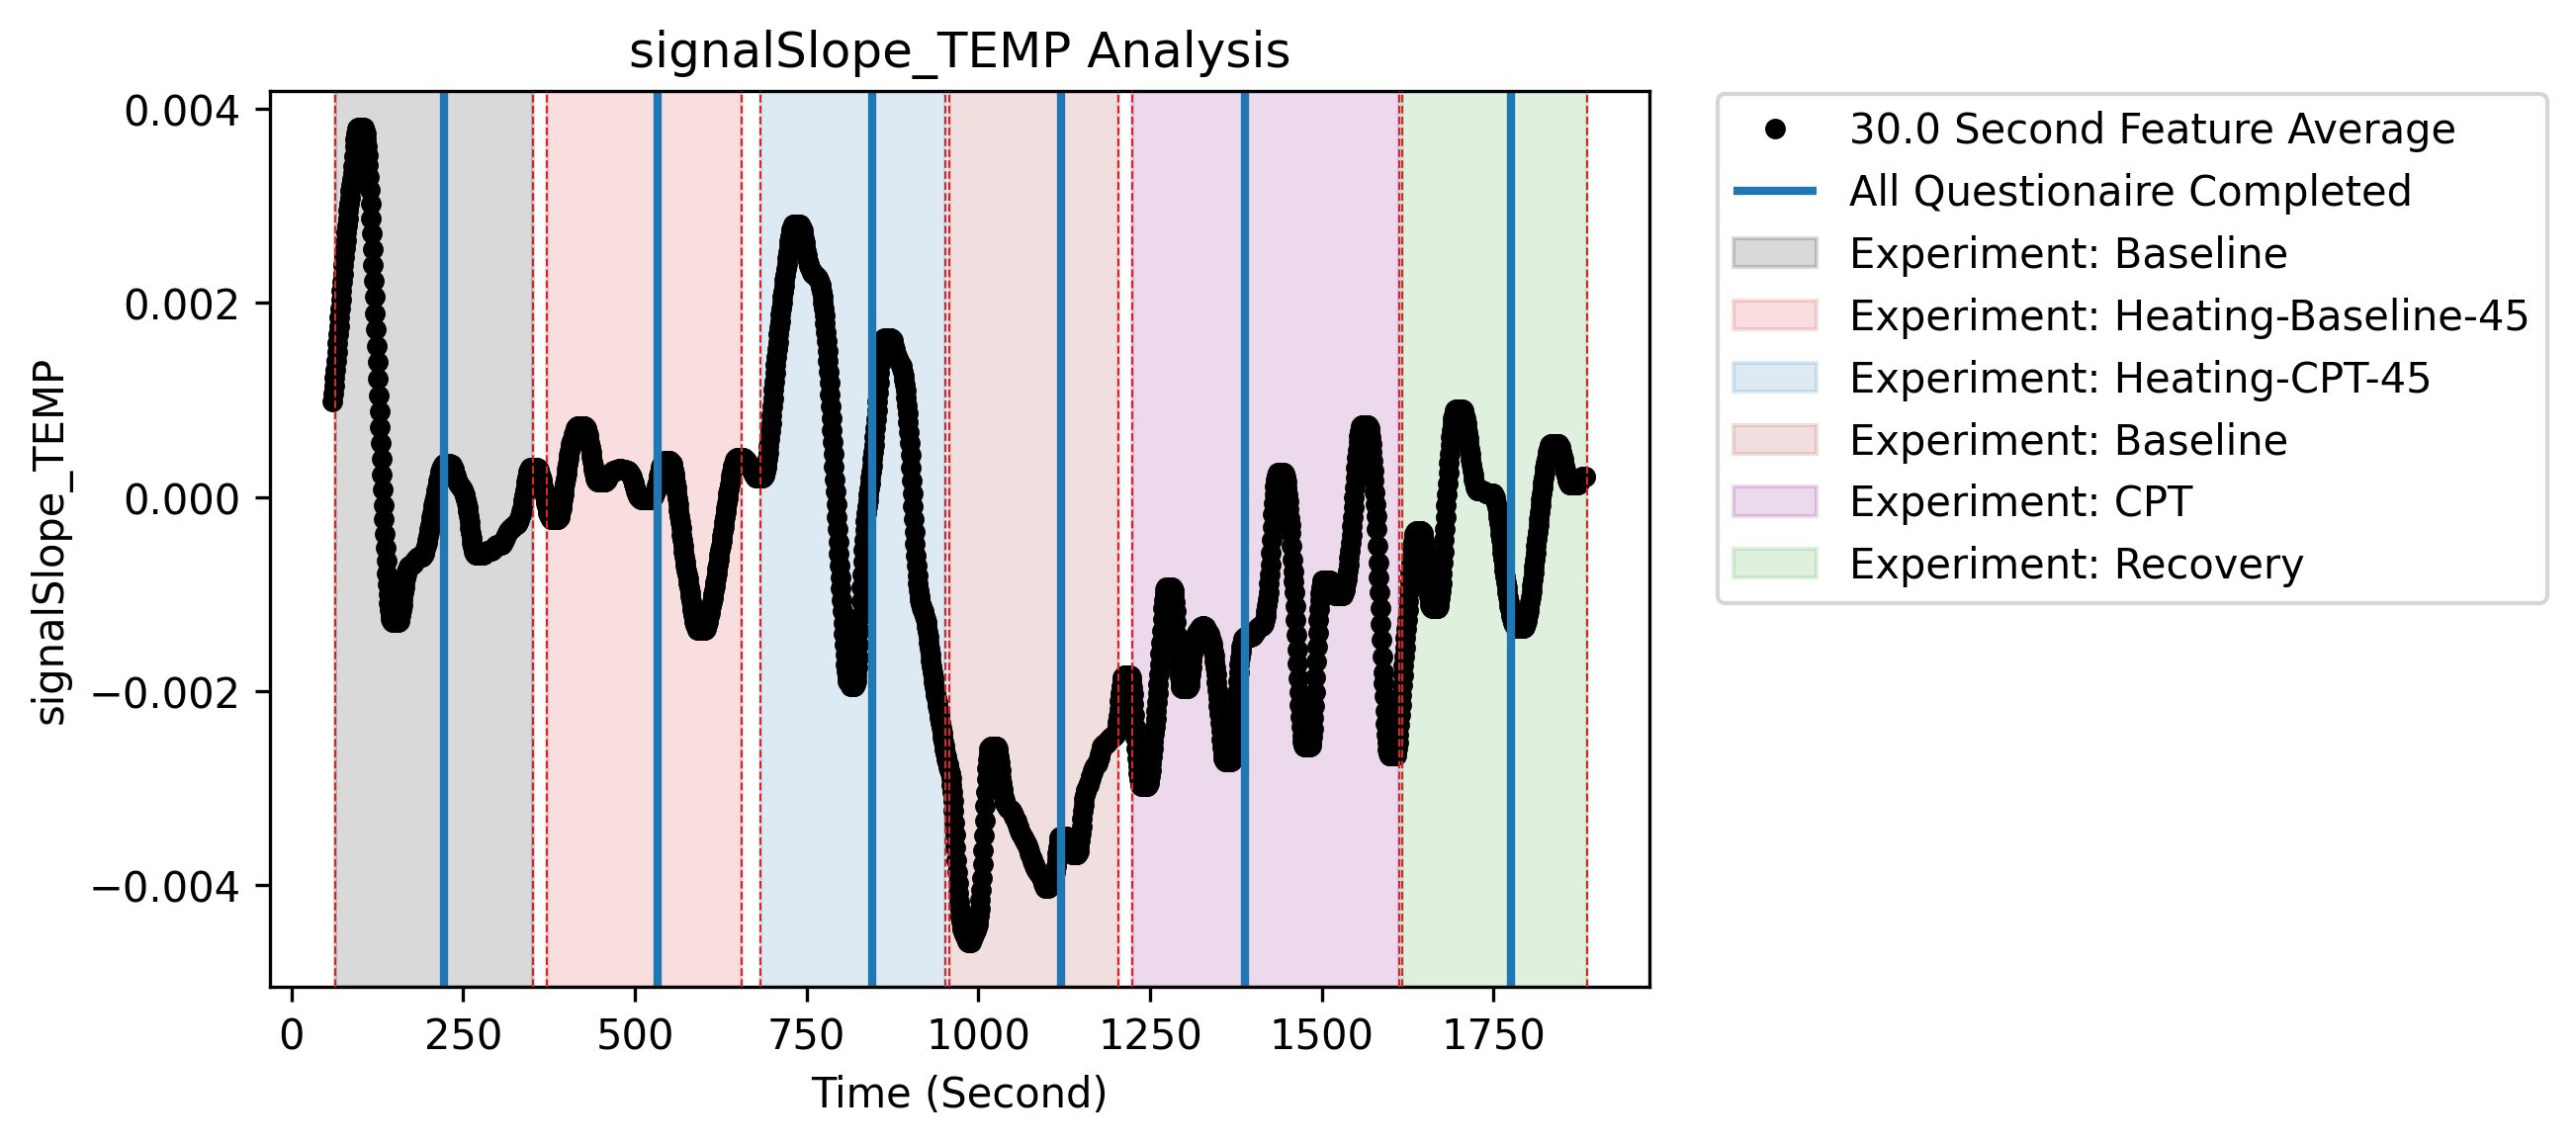 signalSlope_TEMP Analysis
signalSlope_TEMP
0.004
0.002
0.000
−0.002
−0.004
0
250
500
750
1000
1250
1500
1750
Time (Second)
30.0 Second Feature Average
All Questionaire Completed
Experiment: Baseline
Experiment: Heating-Baseline-45
Experiment: Heating-CPT-45
Experiment: Baseline
Experiment: CPT
Experiment: Recovery